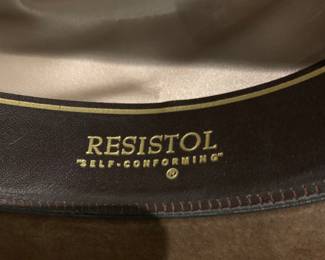 RESISTOL
"SELF-CONFORMING"
®